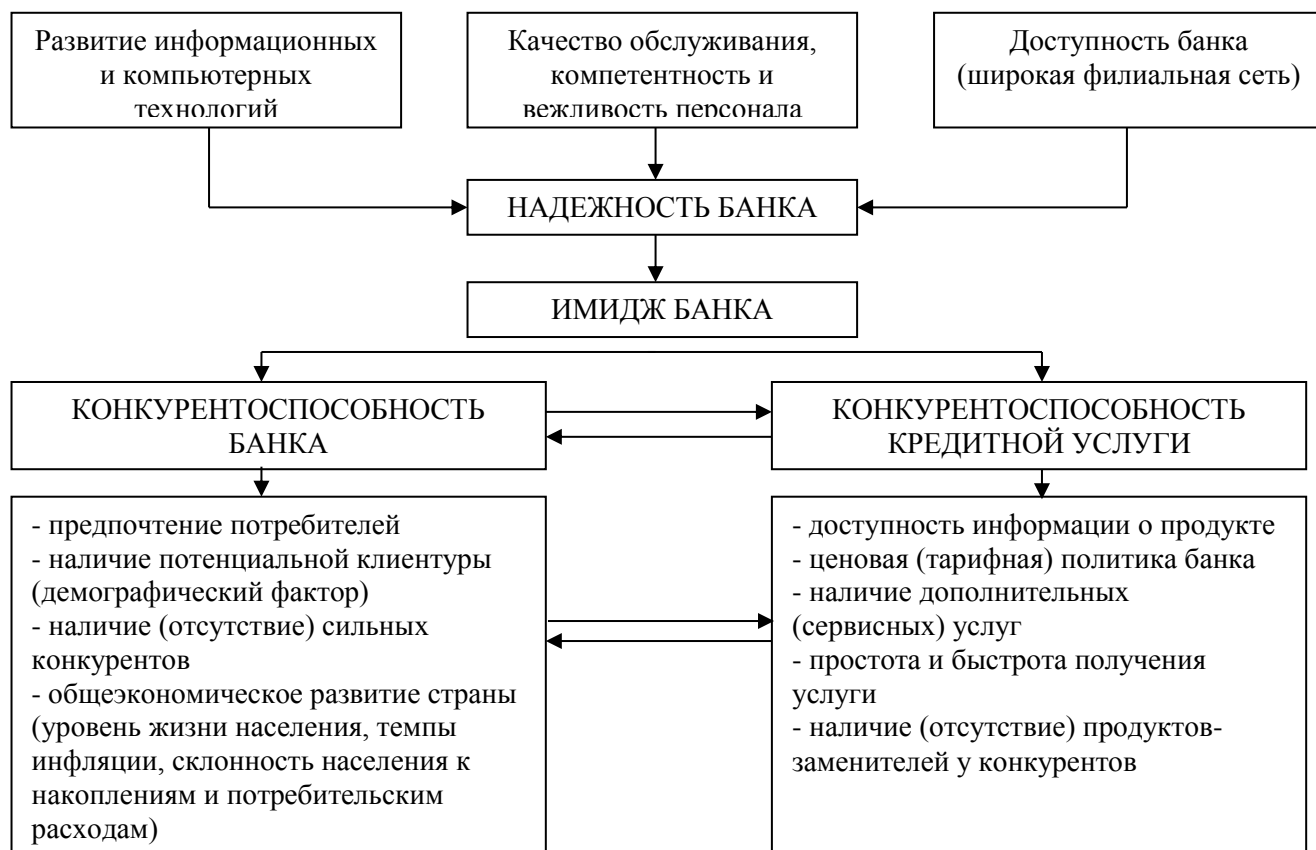 Развитие информационных
и компьютерных
технологий
Качество обслуживания,
компетентность и
вежливость персонала
Доступность банка
(широкая филиальная сеть)
НАДЕЖНОСТЬ БАНКА
ИМИДЖ БАНКА
КОНКУРЕНТОСПОСОБНОСТЬ
БАНКА
КОНКУРЕНТОСПОСОБНОСТЬ
КРЕДИТНОЙ УСЛУГИ
- предпочтение потребителей
- наличие потенциальной клиентуры
(демографический фактор)
- наличие (отсутствие) сильных
конкурентов
- общеэкономическое развитие страны
(уровень жизни населения, темпы
инфляции, склонность населения к
накоплениям и потребительским
расходам)
- доступность информации о продукте
- ценовая (тарифная) политика банка
- наличие дополнительных
(сервисных) услуг
- простота и быстрота получения
услуги
- наличие (отсутствие) продуктов-
заменителей у конкурентов